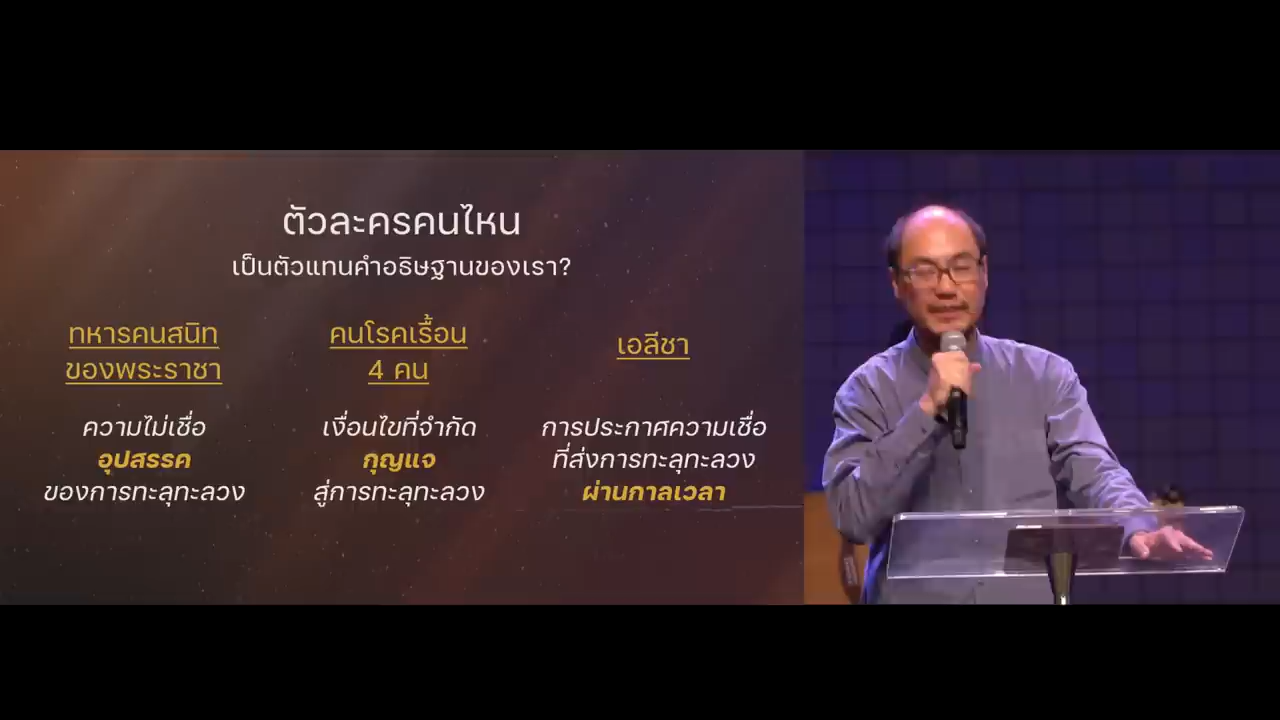 ตัวละครคนไหน
เป็นตัวแทนคำอธิษฐานของเรา?
ทหารคนสนิท
ของพระราชา
ความไม่เชื่อ
อุปสรรค
ของการทะลุทะลวง
คนโรคเรื้อน
4 คน
เงื่อนไขที่จำกัด
กุญแจ
สู่การทะลุทะลวง
เอลีชา
การประกาศความเชื่อ
ที่ส่งการทะลุทะลวง
ผ่านกาลเวลา